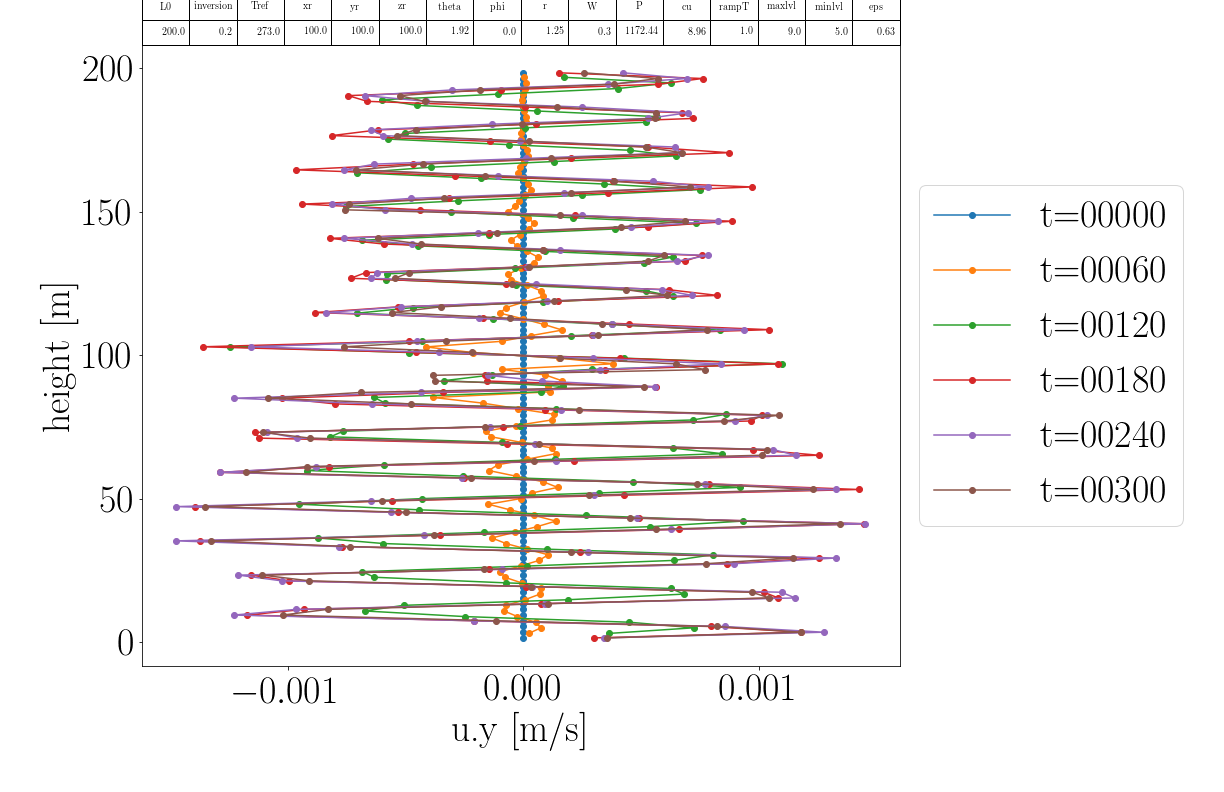 L0 inversion Tref xr yr zr theta phi r W P cu rampT maxlvl minlvl eps
200.0 0.2 273.0 100.0 100.0 100.0 1.92 0.0 1.25 0.3 1172.44 8.96 1.0 9.0 5.0 0.63
200
150
100
50
0
height [m]
−0.001 0.000 0.001
u.y [m/s]
t=00000
t=00060
t=00120
t=00180
t=00240
t=00300